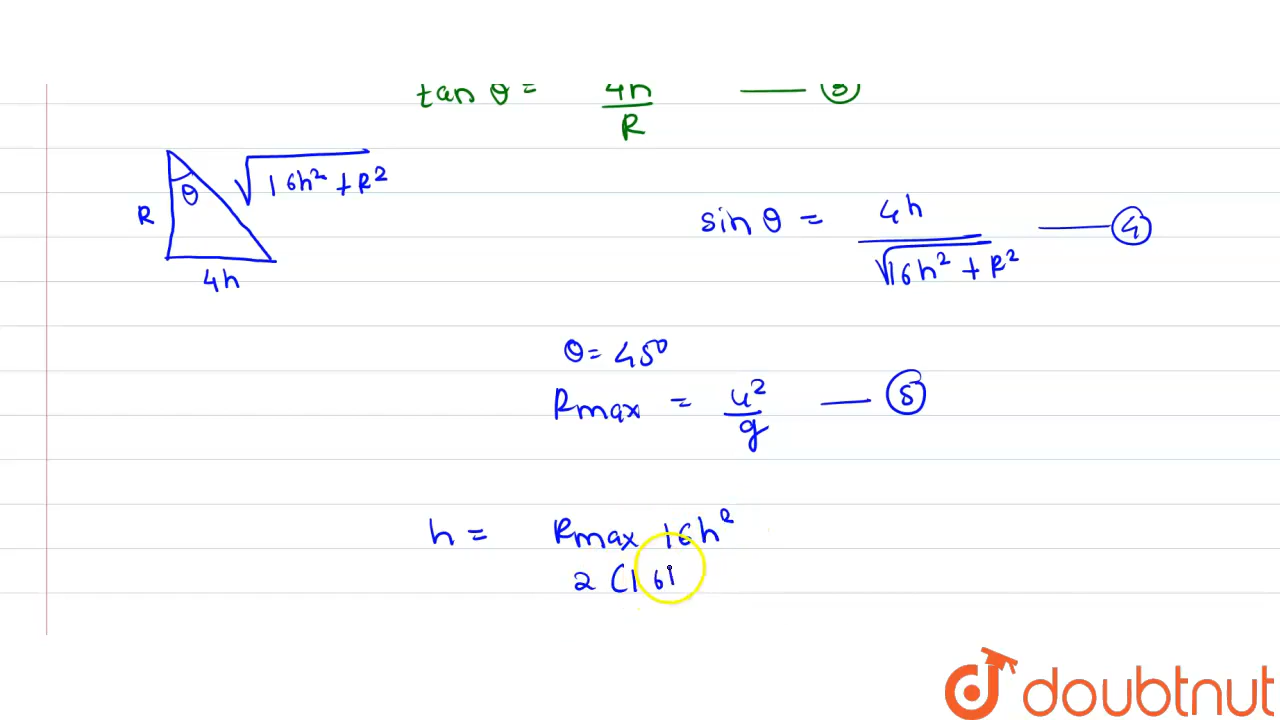 tan θ = 4h/R —— ③
θ √16h² + R²
R
4h
sin θ = 4h/√16h² + R² —— ④
θ = 45°
Rmax = u²/g —— ⑤
h = Rmax 16h²
2 (16
doubtnut